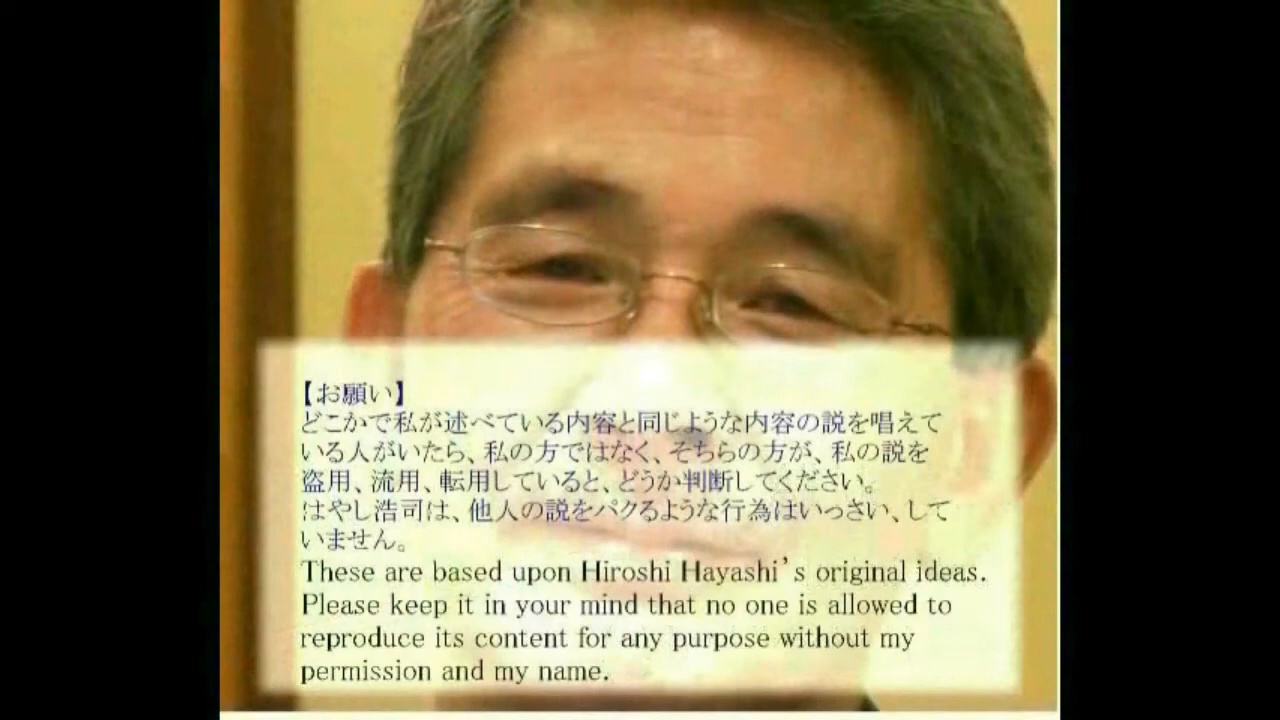 【お願い】
どこかで私が述べている内容と同じような内容の説を唱えて
いる人がいたら、私の方ではなく、そちらの方が、私の説を
盗用、流用、転用していると、どうか判断してください。
はやし浩司は、他人の説をパクるような行為はいっさい、して
いません。
These are based upon Hiroshi Hayashi's original ideas.
Please keep it in your mind that no one is allowed to
reproduce its content for any purpose without my
permission and my name.